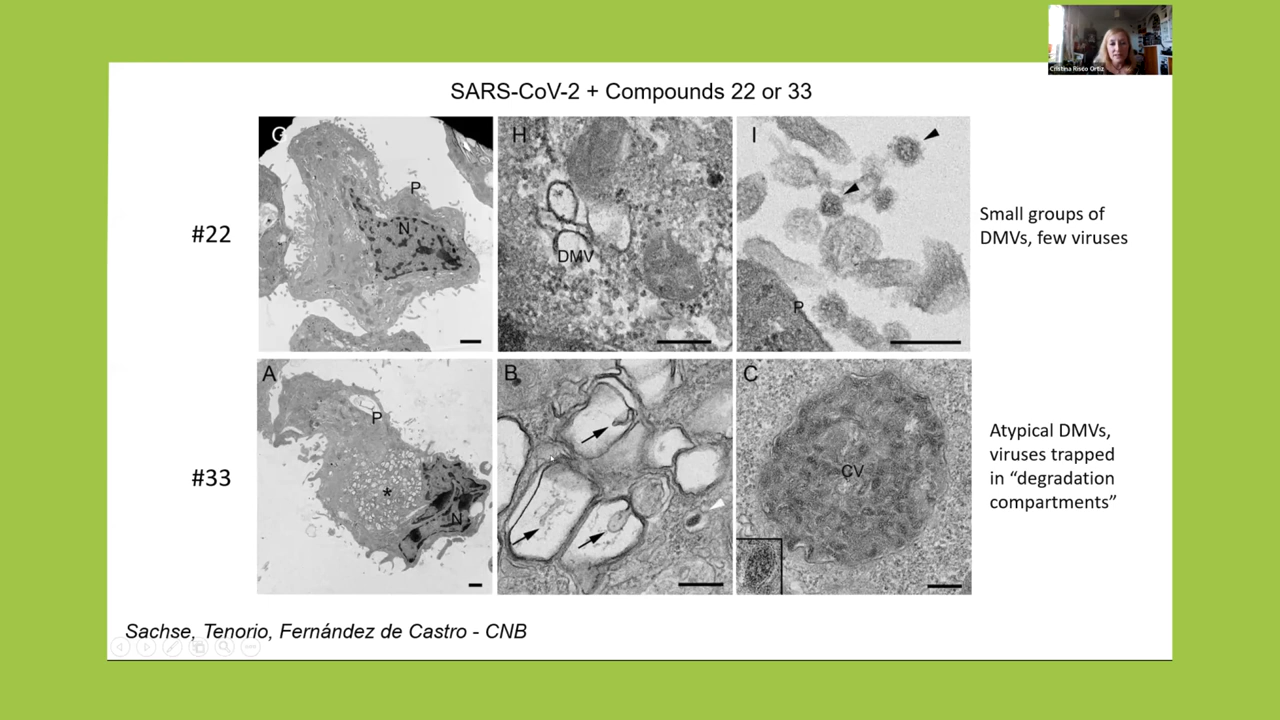 Cristina Risco Ortiz
SARS-CoV-2 + Compounds 22 or 33
#22
G
P
N
H
DMV
I
P
Small groups of
DMVs, few viruses
#33
A
P
*
N
B
C
CV
Atypical DMVs,
viruses trapped
in “degradation
compartments”
Sachse, Tenorio, Fernández de Castro - CNB